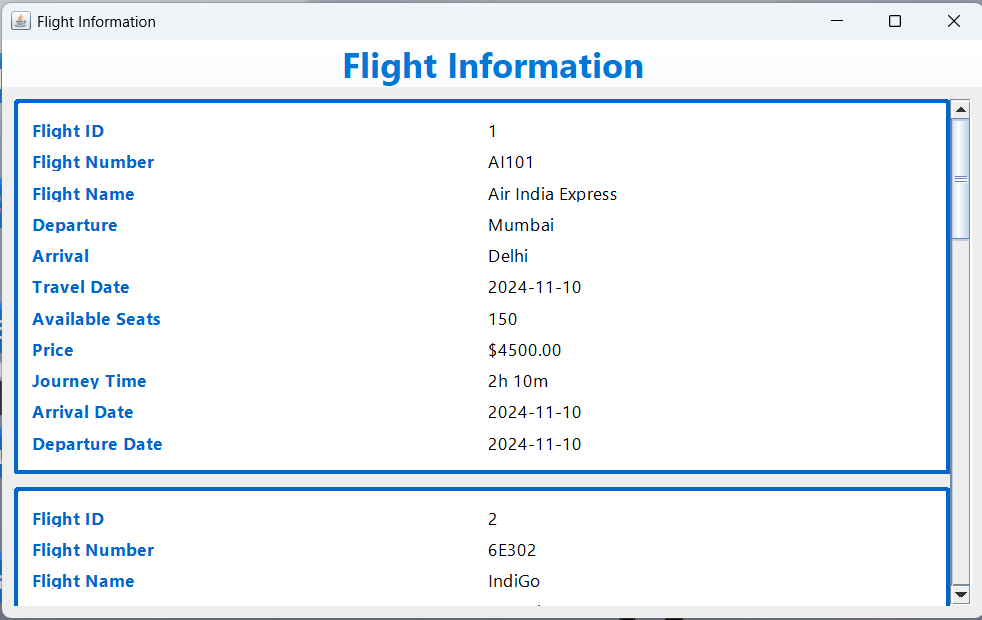 Flight Information
Flight Information
Flight ID 1
Flight Number AI101
Flight Name Air India Express
Departure Mumbai
Arrival Delhi
Travel Date 2024-11-10
Available Seats 150
Price $4500.00
Journey Time 2h 10m
Arrival Date 2024-11-10
Departure Date 2024-11-10
Flight ID 2
Flight Number 6E302
Flight Name IndiGo